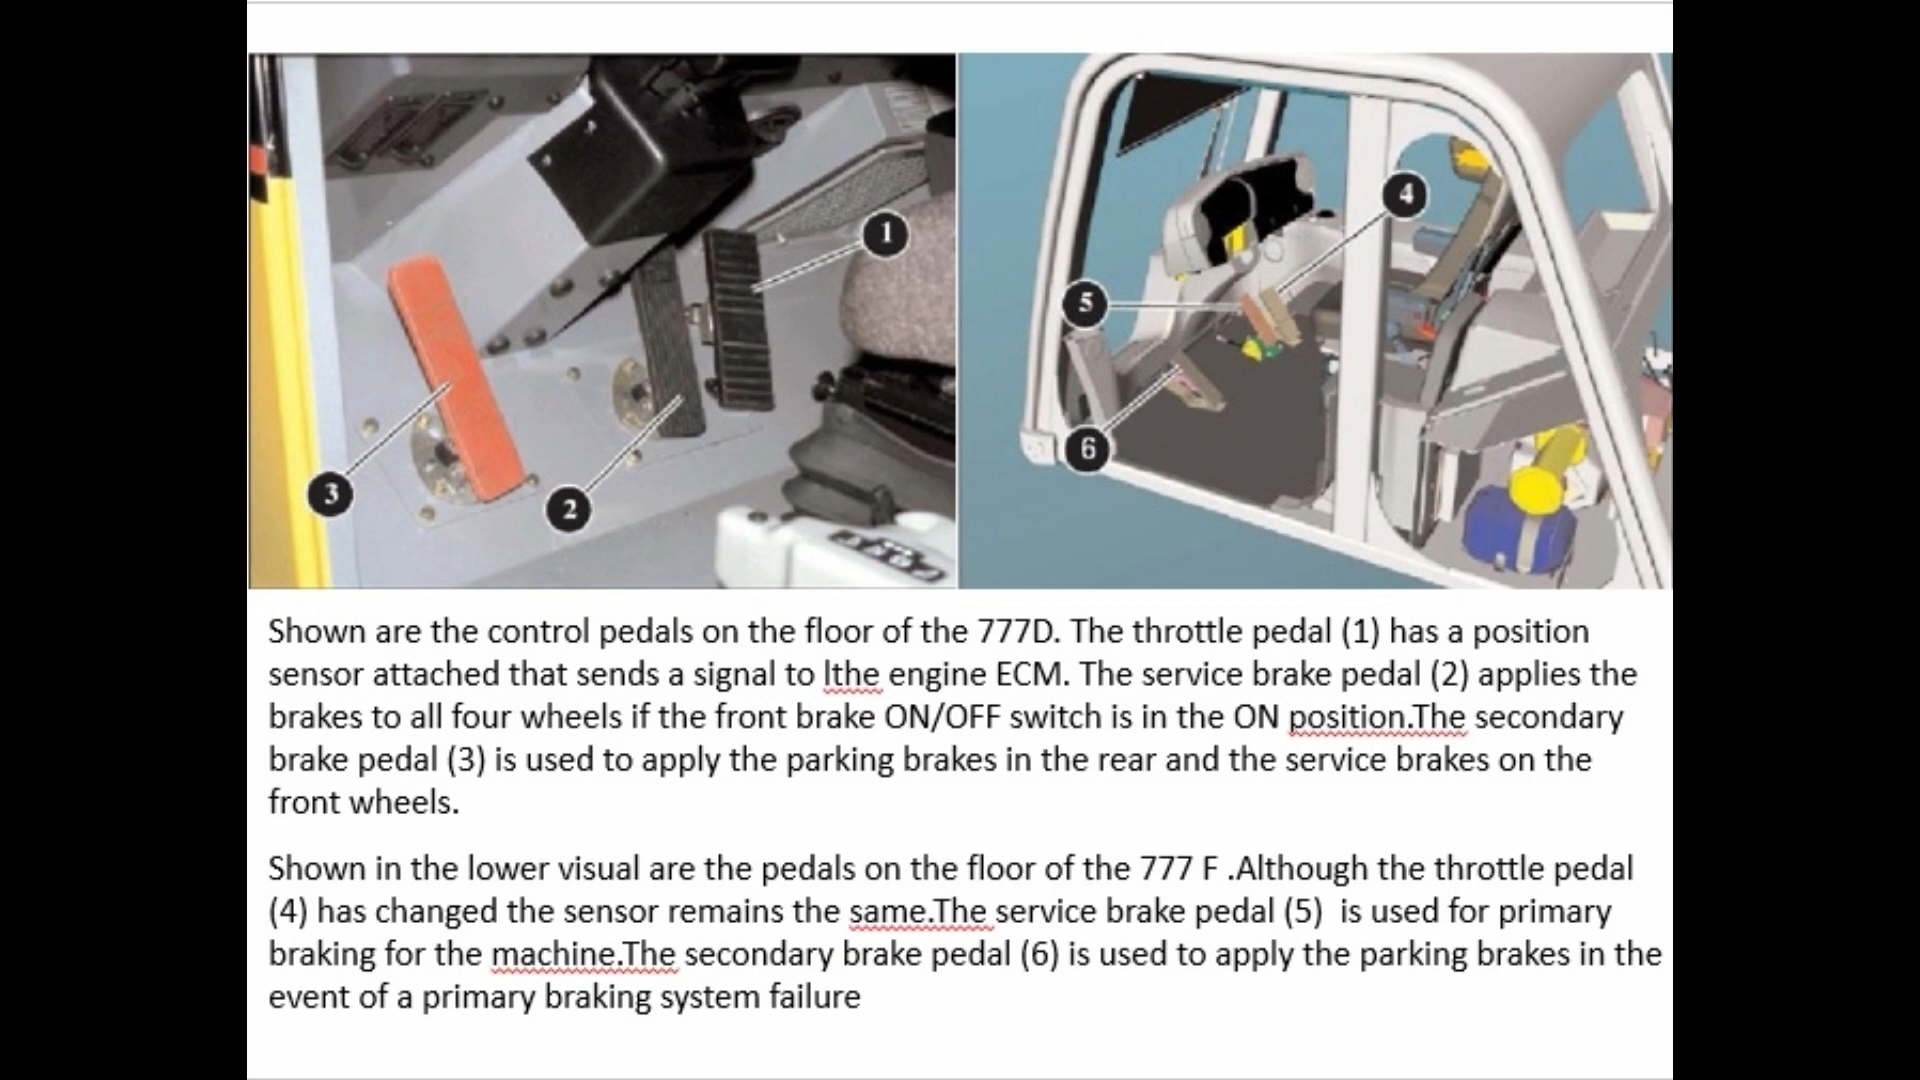 1
2
3
4
5
6
Shown are the control pedals on the floor of the 777D. The throttle pedal (1) has a position
sensor attached that sends a signal to lthe engine ECM. The service brake pedal (2) applies the
brakes to all four wheels if the front brake ON/OFF switch is in the ON position.The secondary
brake pedal (3) is used to apply the parking brakes in the rear and the service brakes on the
front wheels.
Shown in the lower visual are the pedals on the floor of the 777 F .Although the throttle pedal
(4) has changed the sensor remains the same.The service brake pedal (5)  is used for primary
braking for the machine.The secondary brake pedal (6) is used to apply the parking brakes in the
event of a primary braking system failure